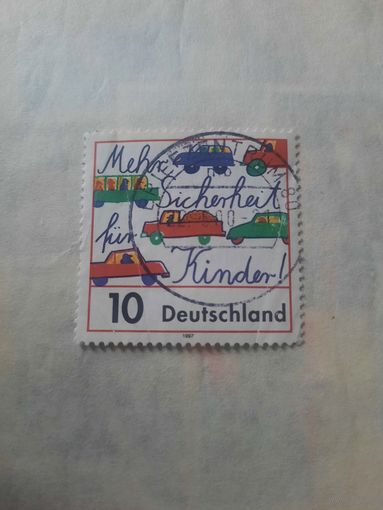 Mehr
Sicherheit
für
Kinder!
10 Deutschland
1997